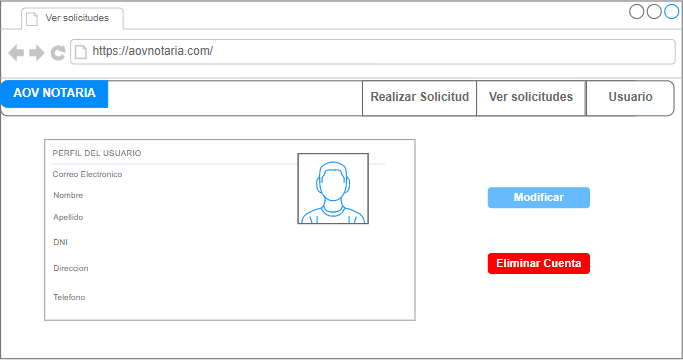 Ver solicitudes
https://aovnotaria.com/
AOV NOTARIA
Realizar Solicitud
Ver solicitudes
Usuario
PERFIL DEL USUARIO
Correo Electronico
Nombre
Apellido
DNI
Direccion
Telefono
Modificar
Eliminar Cuenta